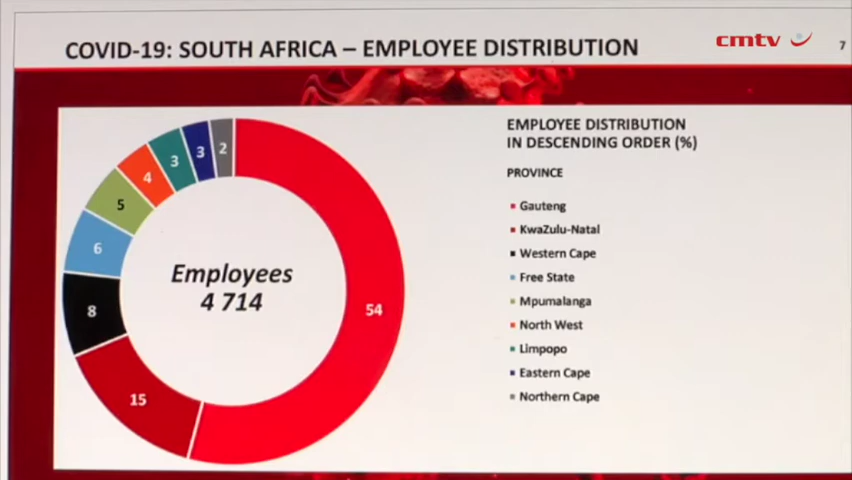 COVID-19: SOUTH AFRICA – EMPLOYEE DISTRIBUTION
cmtv
7
2
3
3
4
5
6
8
15
54
Employees
4 714
EMPLOYEE DISTRIBUTION
IN DESCENDING ORDER (%)
PROVINCE
Gauteng
KwaZulu-Natal
Western Cape
Free State
Mpumalanga
North West
Limpopo
Eastern Cape
Northern Cape